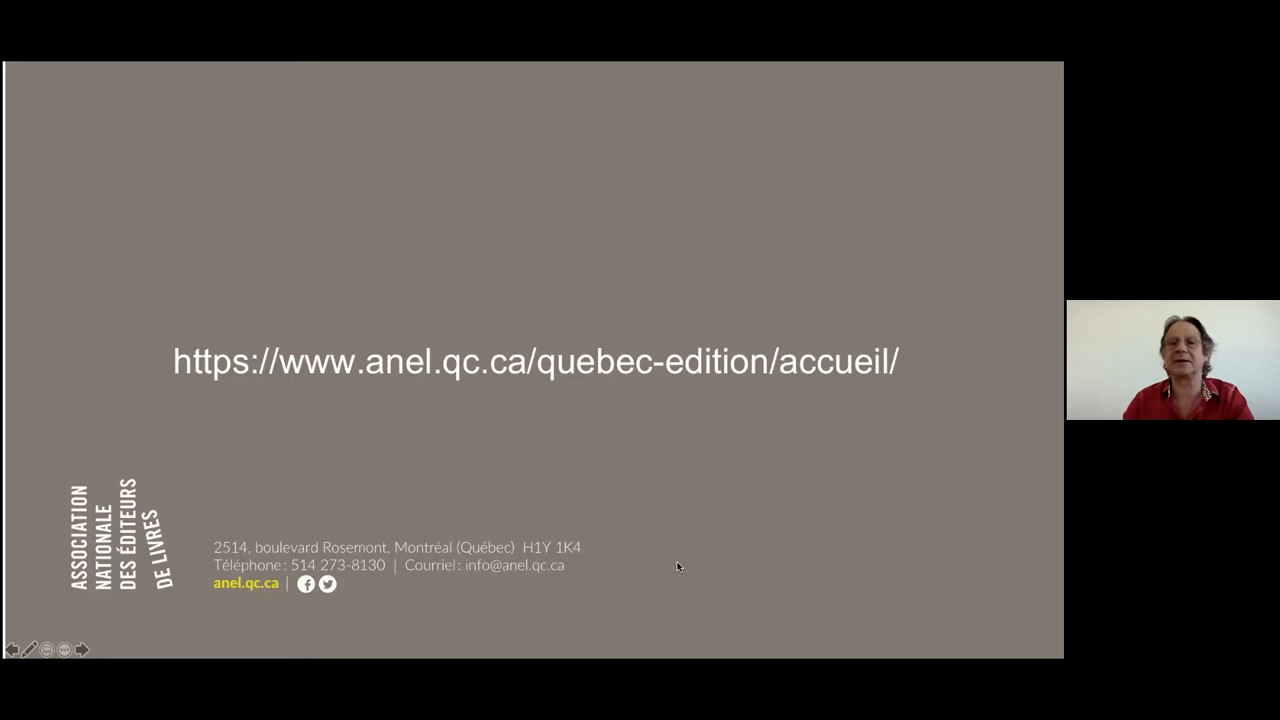 https://www.anel.qc.ca/quebec-edition/accueil/
ASSOCIATION
NATIONALE
DES ÉDITEURS
DE LIVRES
2514, boulevard Rosemont, Montréal (Québec) H1Y 1K4
Téléphone : 514 273-8130 | Courriel : info@anel.qc.ca
anel.qc.ca |